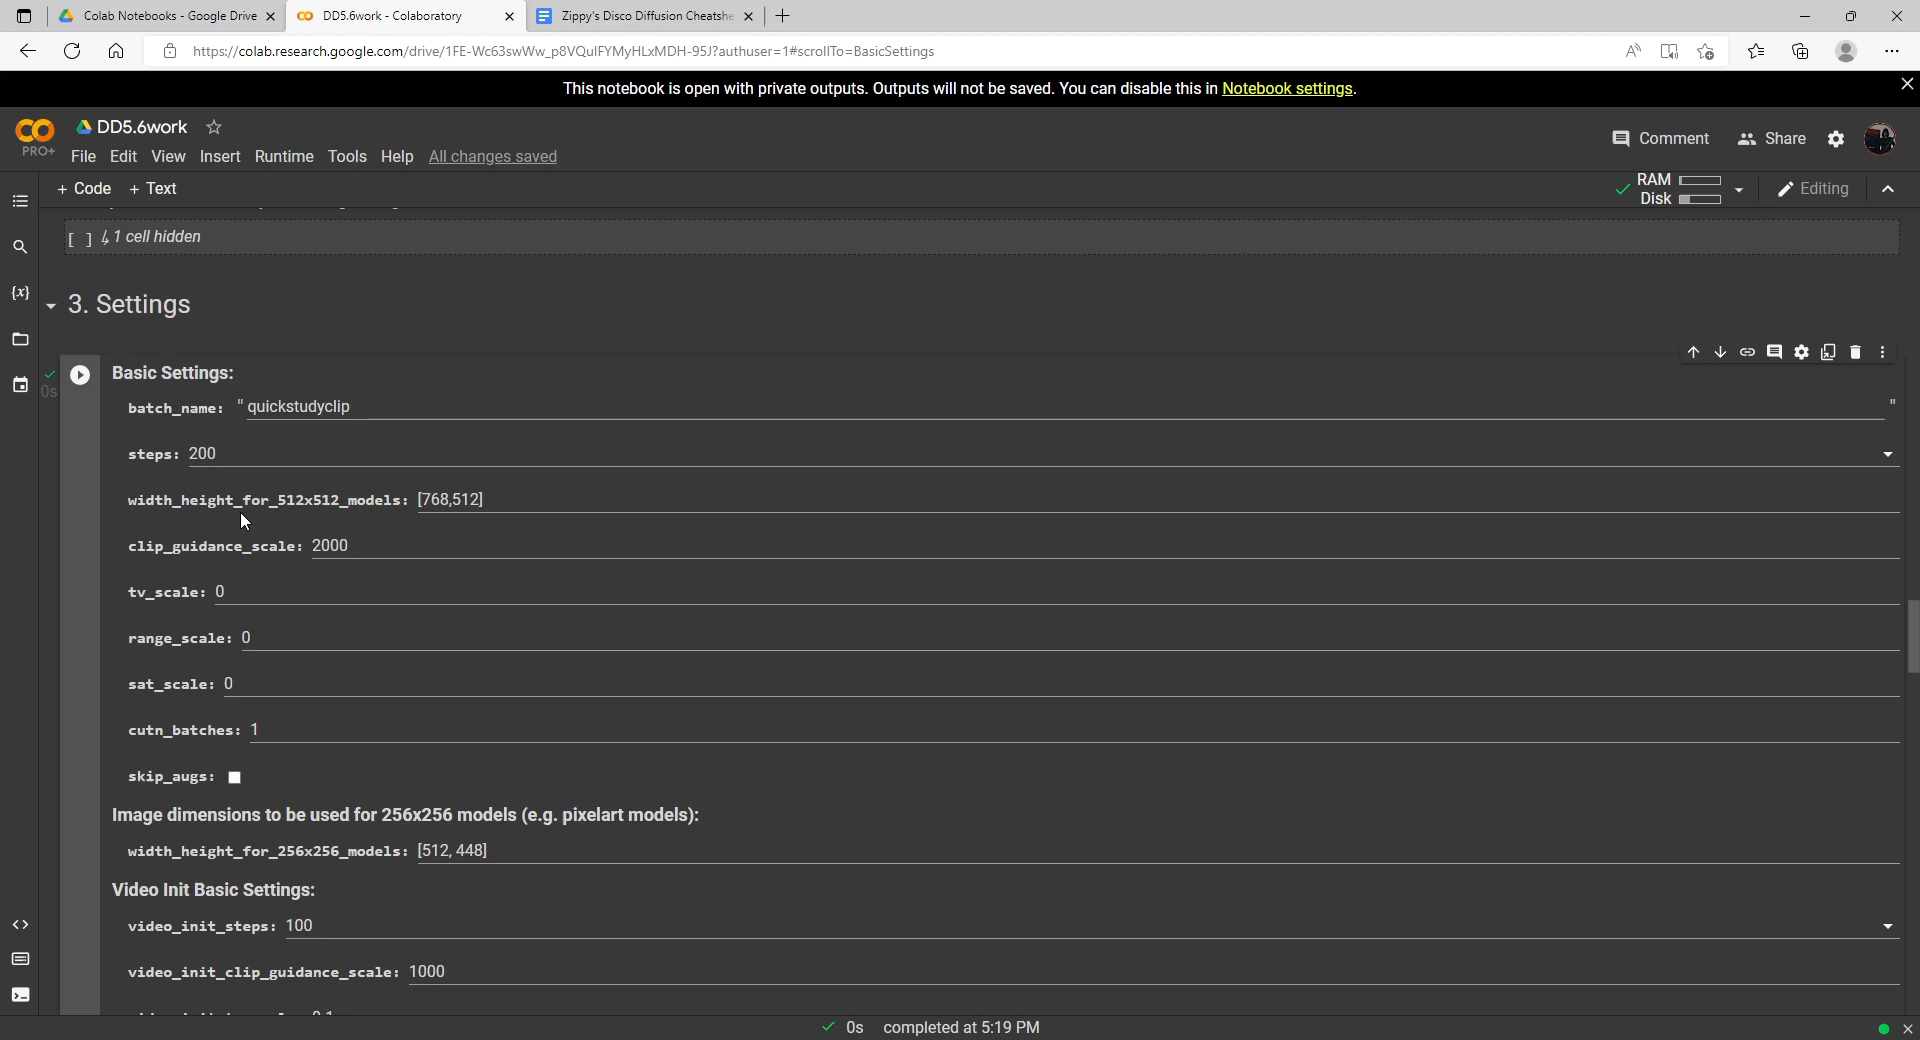 Colab Notebooks - Google Drive
DD5.6work - Colaboratory
Zippy's Disco Diffusion Cheatshe
https://colab.research.google.com/drive/1FE-Wc63swWw_p8VQuIFYMyHLxMDH-95J?authuser=1#scrollTo=BasicSettings
This notebook is open with private outputs. Outputs will not be saved. You can disable this in Notebook settings.
PRO+
DD5.6work
Comment Share
File Edit View Insert Runtime Tools Help All changes saved
+ Code + Text
RAM
Disk
Editing
[ ] ↳ 1 cell hidden
{x}
3. Settings
0s
Basic Settings:
batch_name: " quickstudyclip "
steps: 200
width_height_for_512x512_models: [768,512]
clip_guidance_scale: 2000
tv_scale: 0
range_scale: 0
sat_scale: 0
cutn_batches: 1
skip_augs:
Image dimensions to be used for 256x256 models (e.g. pixelart models):
width_height_for_256x256_models: [512, 448]
Video Init Basic Settings:
video_init_steps: 100
video_init_clip_guidance_scale: 1000
0s completed at 5:19 PM